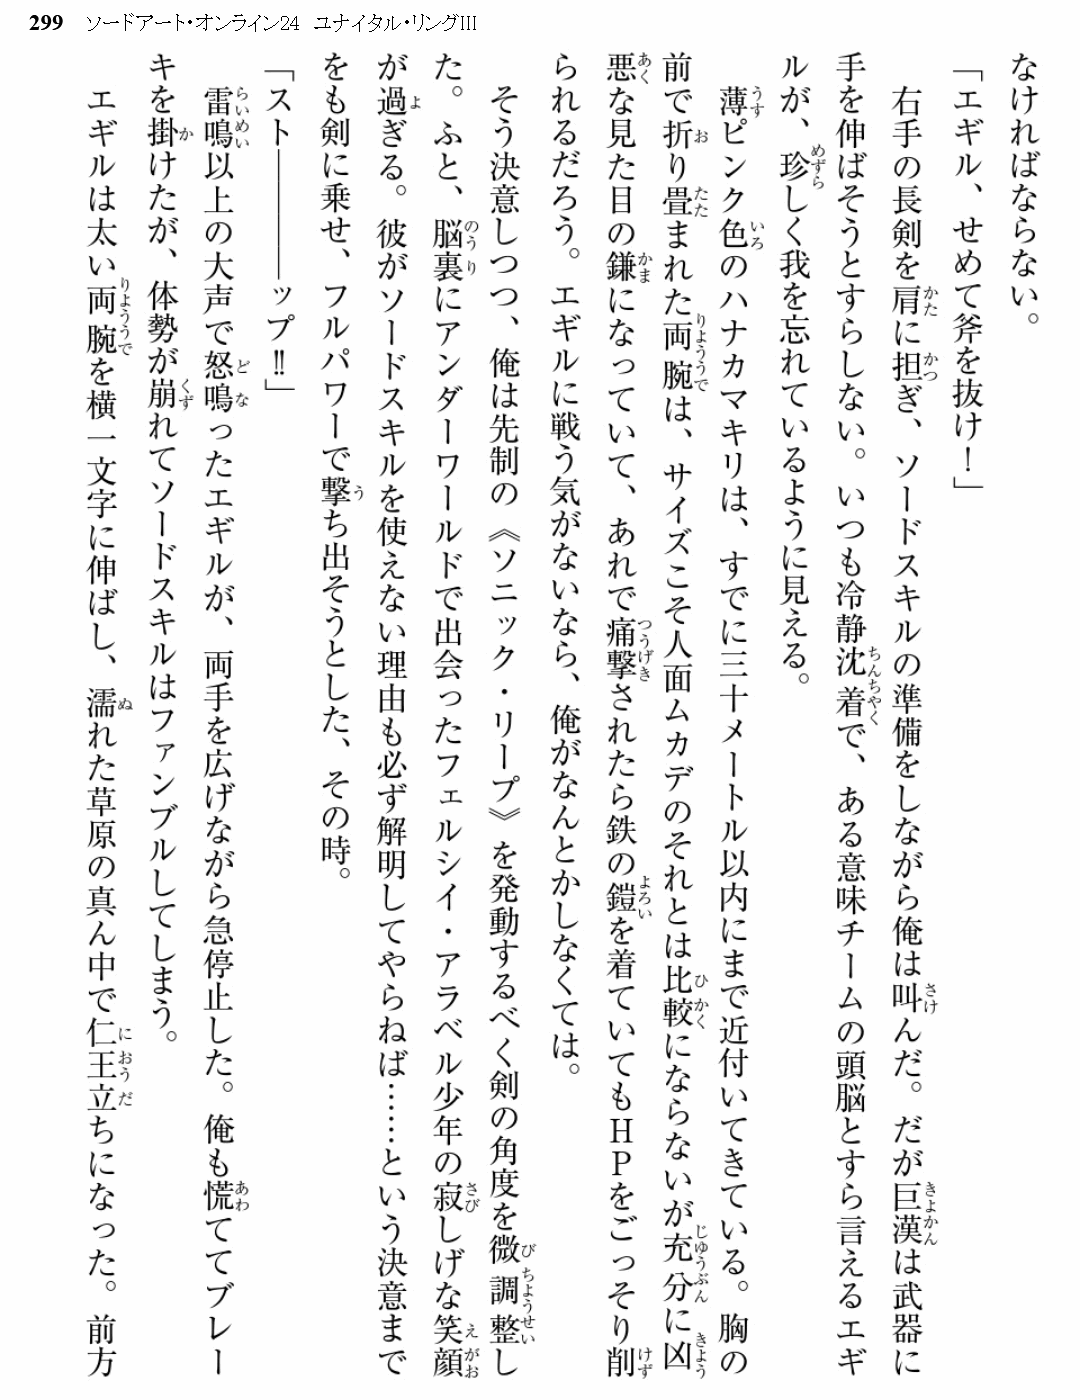 299 ソードアート・オンライン24 ユナイタル・リングIII
なければならない。
「エギル、せめて斧を抜け!」
右手の長剣を肩に担ぎ、ソードスキルの準備をしながら俺は叫んだ。だが巨漢は武器に
手を伸ばそうとすらしない。いつも冷静沈着で、ある意味チームの頭脳とすら言えるエギ
ルが、珍しく我を忘れているように見える。
薄ピンク色のハナカマキリは、すでに三十メートル以内にまで近付いてきている。胸の
前で折り畳まれた両腕は、サイズこそ人面ムカデのそれとは比較にならないが充分に凶
悪な見た目の鎌になっていて、あれで痛撃されたら鉄の鎧を着ていてもHPをごっそり削
られるだろう。エギルに戦う気がないなら、俺がなんとかしなくては。
そう決意しつつ、俺は先制の《ソニック・リープ》を発動するべく剣の角度を微調整し
た。ふと、脳裏にアンダーワールドで出会ったフェルシイ・アラベル少年の寂しげな笑顔
が過ぎる。彼がソードスキルを使えない理由も必ず解明してやらねば……という決意まで
をも剣に乗せ、フルパワーで撃ち出そうとした、その時。
「スト――――――ップ‼」
雷鳴以上の大声で怒鳴ったエギルが、両手を広げながら急停止した。俺も慌ててブレー
キを掛けたが、体勢が崩れてソードスキルはファンブルしてしまう。
エギルは太い両腕を横一文字に伸ばし、濡れた草原の真ん中で仁王立ちになった。前方